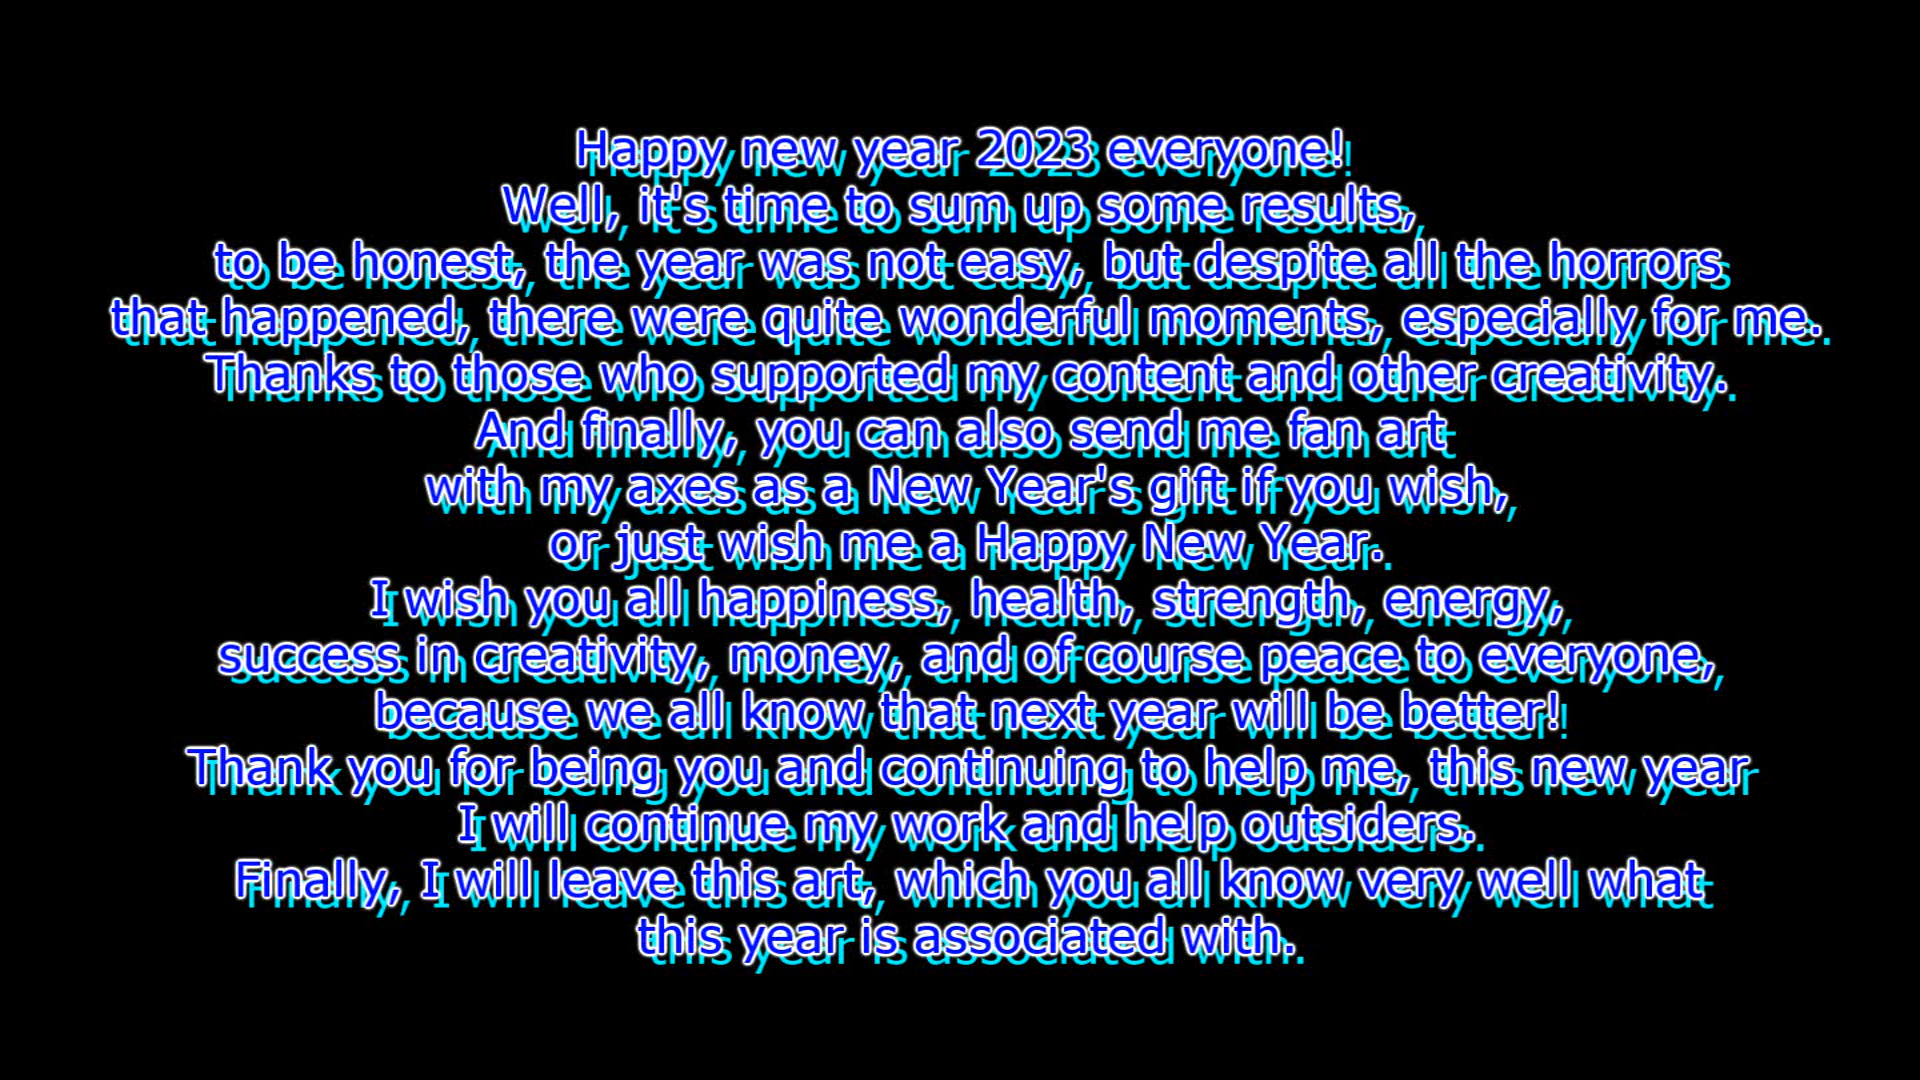 Happy new year 2023 everyone!
Well, it's time to sum up some results,
to be honest, the year was not easy, but despite all the horrors
that happened, there were quite wonderful moments, especially for me.
Thanks to those who supported my content and other creativity.
And finally, you can also send me fan art
with my axes as a New Year's gift if you wish,
or just wish me a Happy New Year.
I wish you all happiness, health, strength, energy,
success in creativity, money, and of course peace to everyone,
because we all know that next year will be better!
Thank you for being you and continuing to help me, this new year
I will continue my work and help outsiders.
Finally, I will leave this art, which you all know very well what
this year is associated with.